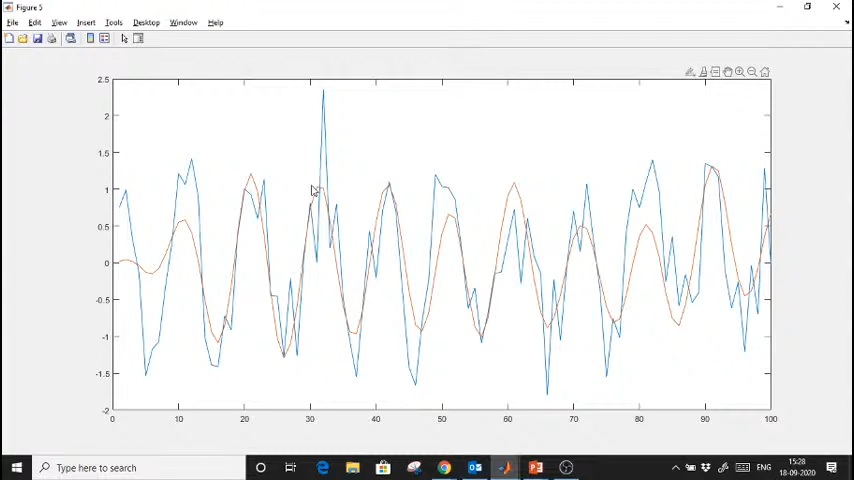 Figure 5
File Edit View Insert Tools Desktop Window Help
2.5
2
1.5
1
0.5
0
-0.5
-1
-1.5
-2
0 10 20 30 40 50 60 70 80 90 100
Type here to search
ENG
15:28
18-09-2020